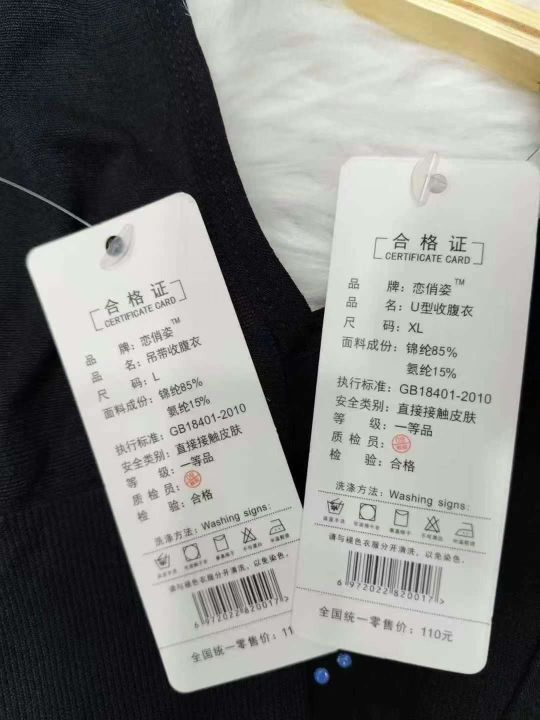 合格证
CERTIFICATE CARD
品 牌：恋俏姿™
品 名：吊带收腹衣
尺 码：L
面料成份：锦纶85%
氨纶15%
执行标准：GB18401-2010
安全类别：直接接触皮肤
等 级：一等品
质检员：
检 验：合格
洗涤方法：Washing signs:
请与褪色衣服分开清洗，以免染色．
6 972022 820017
全国统一零售价：11
合格证
CERTIFICATE CARD
品 牌：恋俏姿™
品 名：U型收腹衣
尺 码：XL
面料成份：锦纶85%
氨纶15%
执行标准：GB18401-2010
安全类别：直接接触皮肤
等 级：一等品
质检员：
检 验：合格
洗涤方法：Washing signs:
请与褪色衣服分开清洗，以免染色．
6 972022 820017
全国统一零售价：110元